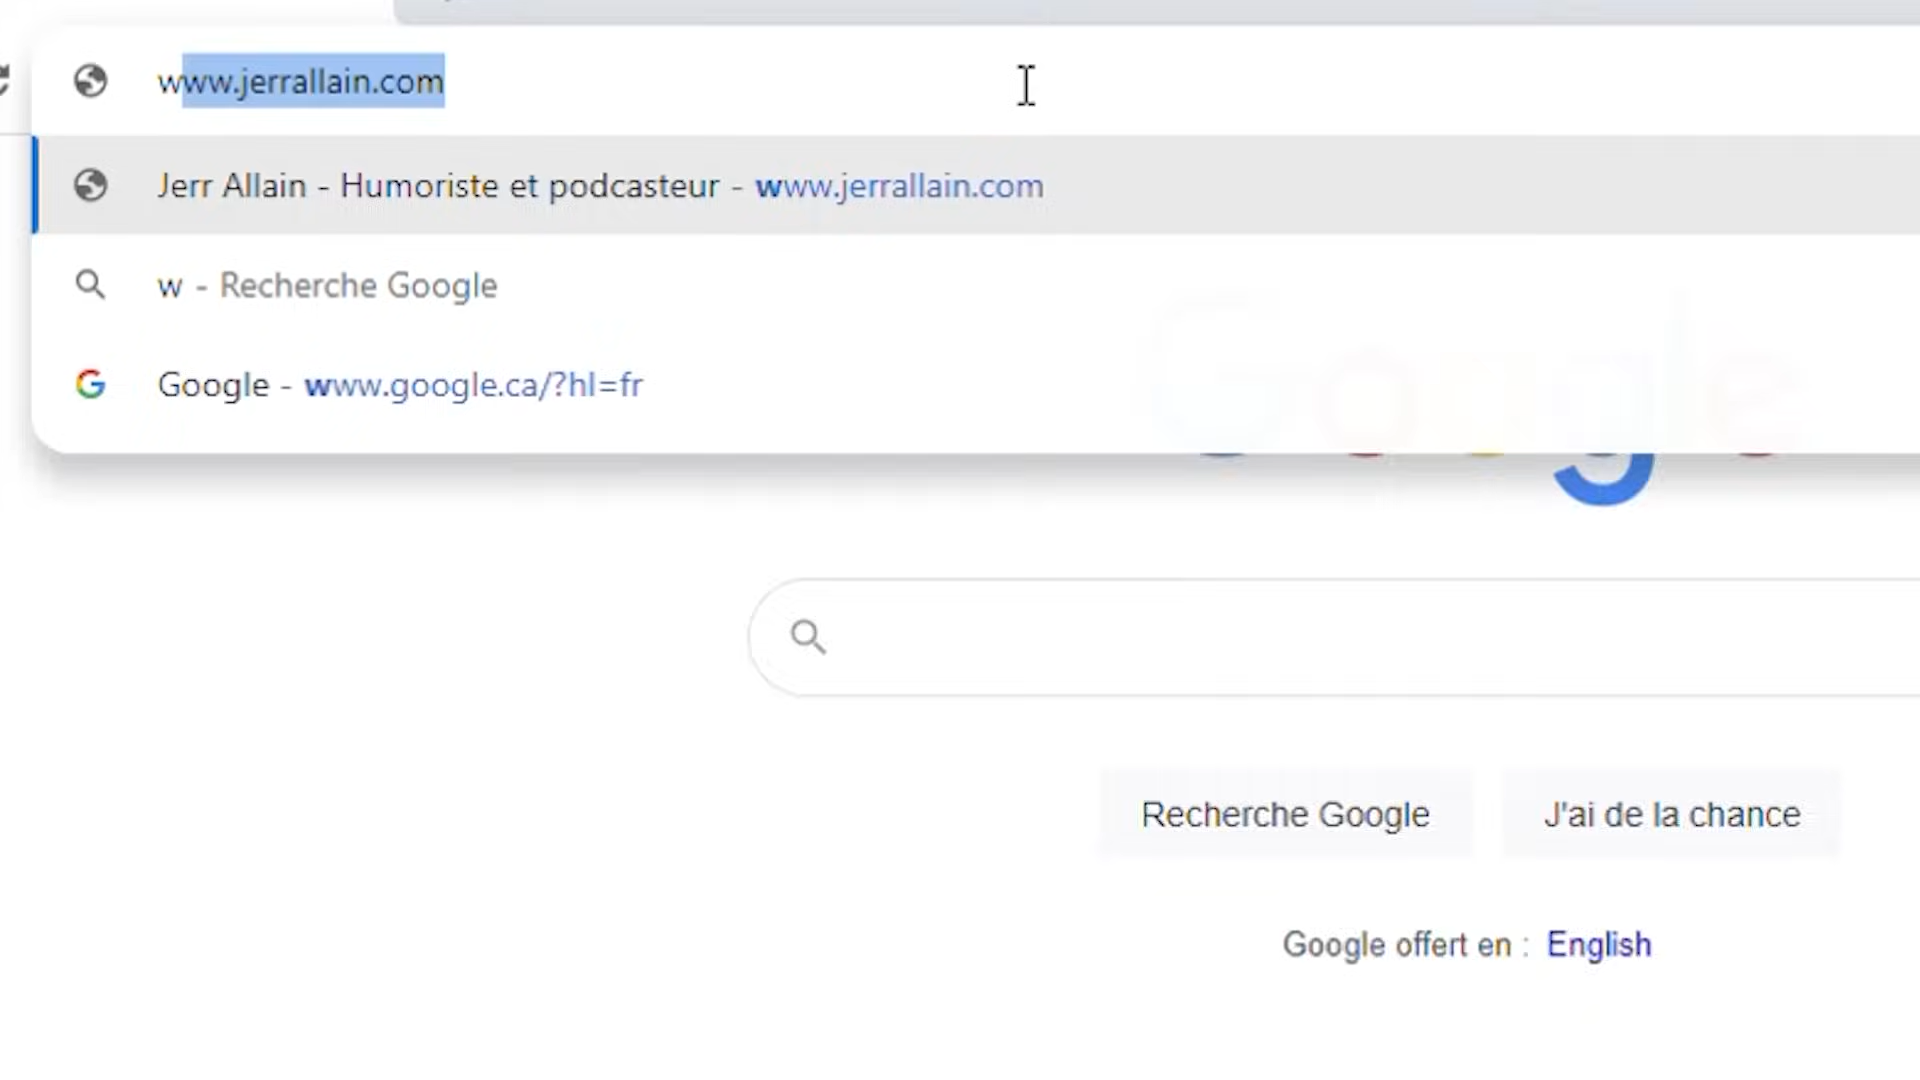 www.jerrallain.com
Jerr Allain - Humoriste et podcasteur - www.jerrallain.com
w - Recherche Google
Google - www.google.ca/?hl=fr
Google
Recherche Google
J'ai de la chance
Google offert en : English